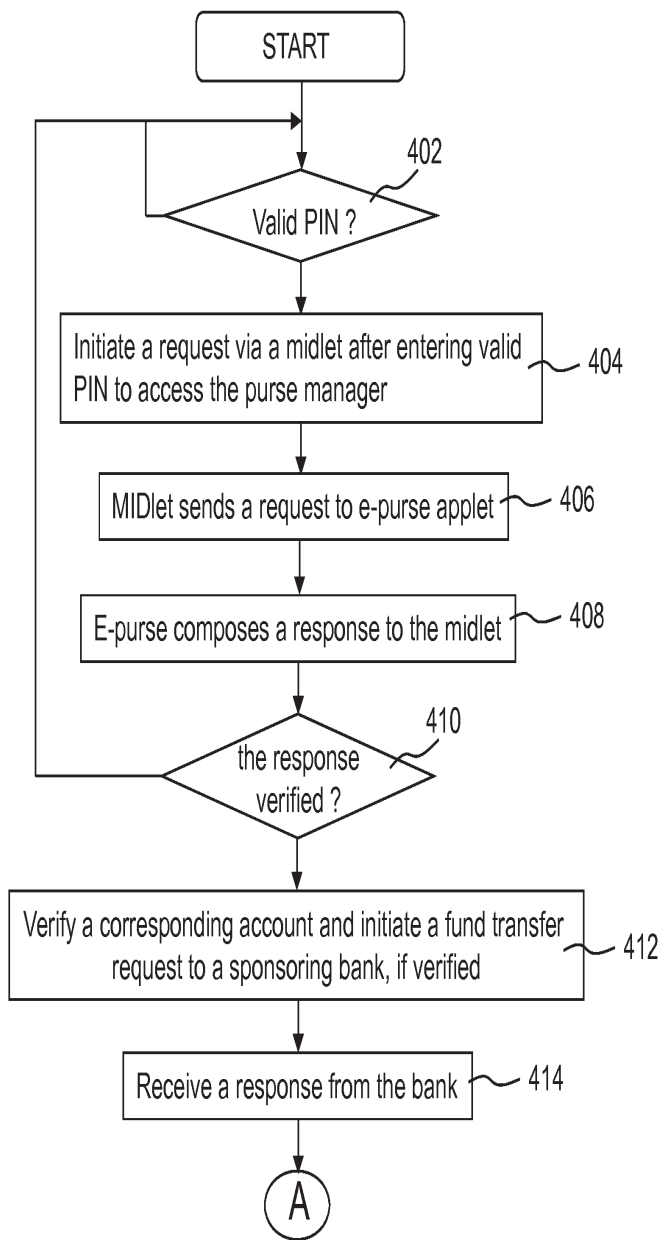 START
402
Valid PIN ?
Initiate a request via a midlet after entering valid
PIN to access the purse manager
404
MIDlet sends a request to e-purse applet
406
E-purse composes a response to the midlet
408
410
the response
verified ?
Verify a corresponding account and initiate a fund transfer
request to a sponsoring bank, if verified
412
Receive a response from the bank
414
A